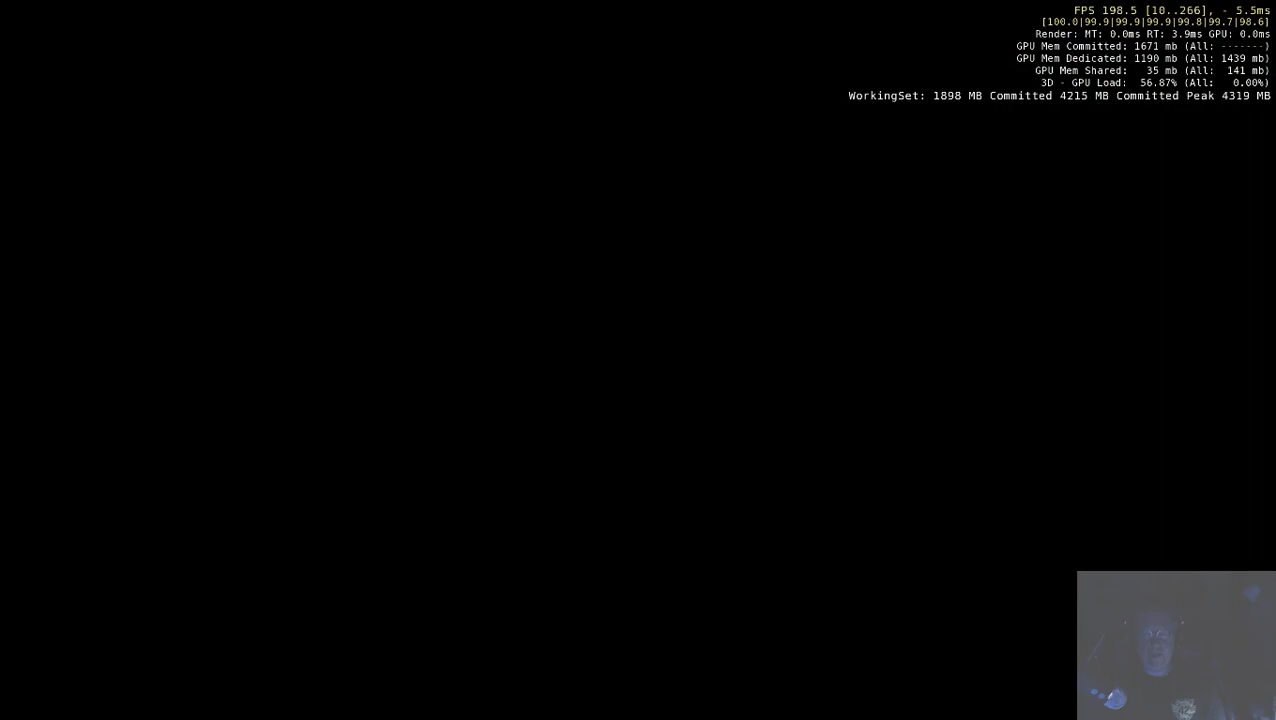 FPS 198.5 [10..266], - 5.5ms
[100.0|99.9|99.9|99.9|99.8|99.7|98.6]
Render: MT: 0.0ms RT: 3.9ms GPU: 0.0ms
GPU Mem Committed: 1671 mb (All: -------)
GPU Mem Dedicated: 1190 mb (All: 1439 mb)
GPU Mem Shared: 35 mb (All: 141 mb)
3D - GPU Load: 56.87% (All: 0.00%)
WorkingSet: 1898 MB Committed 4215 MB Committed Peak 4319 MB